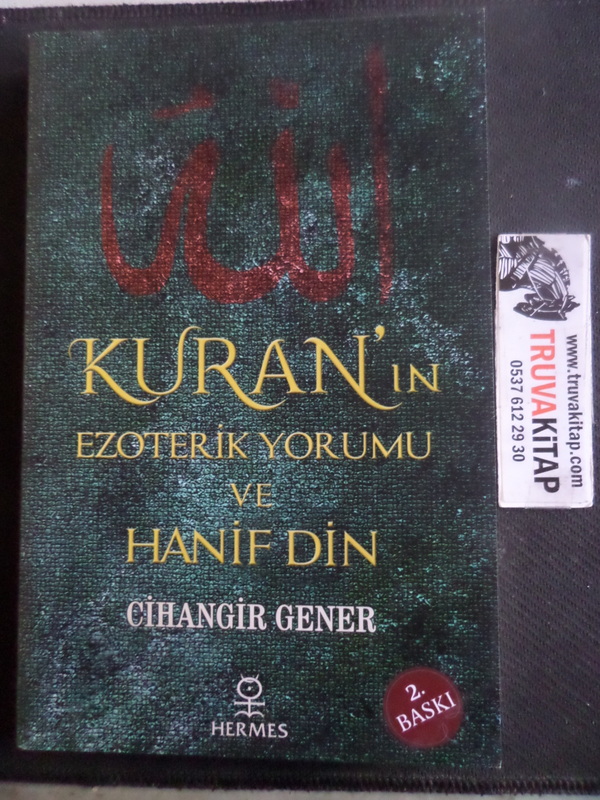 الله
KURAN'IN
EZOTERİK YORUMU
VE
HANİF DİN
CİHANGİR GENER
HERMES
2.
BASKI
www.truvakitap.com
TRUVAKİTAP
0537 612 29 30